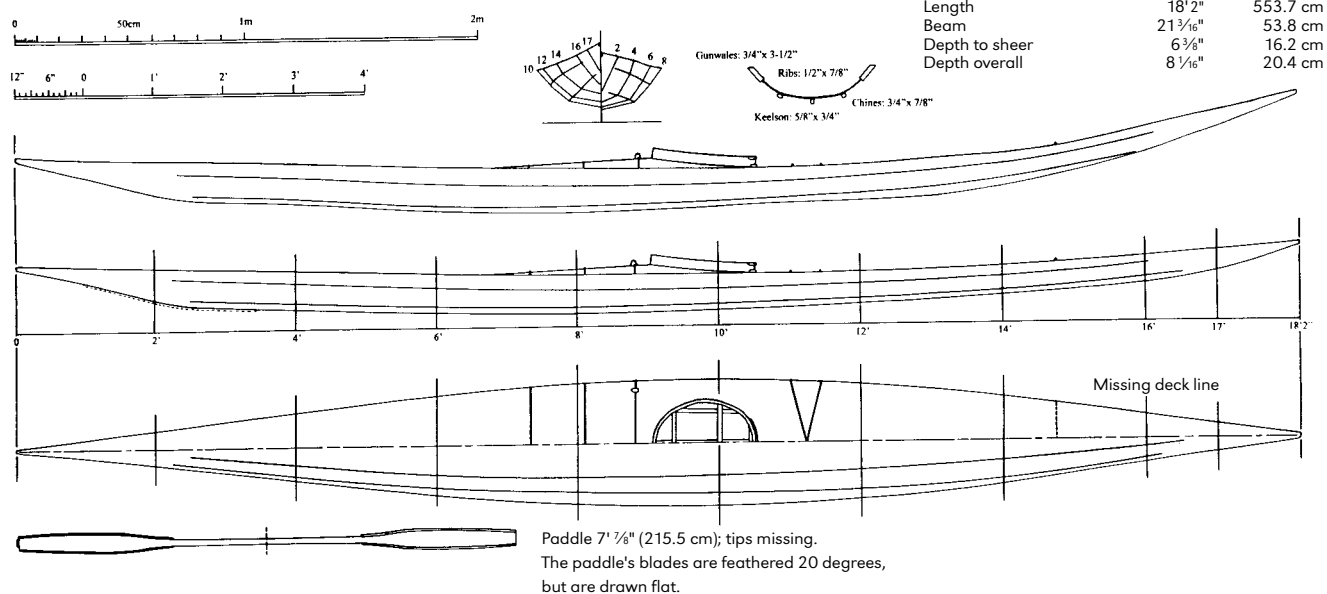 Length 18'2" 553.7 cm
Beam 21 3⁄16" 53.8 cm
Depth to sheer 6 3⁄8" 16.2 cm
Depth overall 8 1⁄16" 20.4 cm
0 50cm 1m 2m
12" 6" 0 1' 2' 3' 4'
10 12 14 16 17 2 4 6 8
Gunwales: 3/4"x 3-1/2"
Ribs: 1/2"x 7/8"
Chines: 3/4"x 7/8"
Keelson: 5/8"x 3/4"
0 2' 4' 6' 8' 10' 12' 14' 16' 17' 18'2"
Missing deck line
Paddle 7' 7⁄8" (215.5 cm); tips missing.
The paddle's blades are feathered 20 degrees,
but are drawn flat.